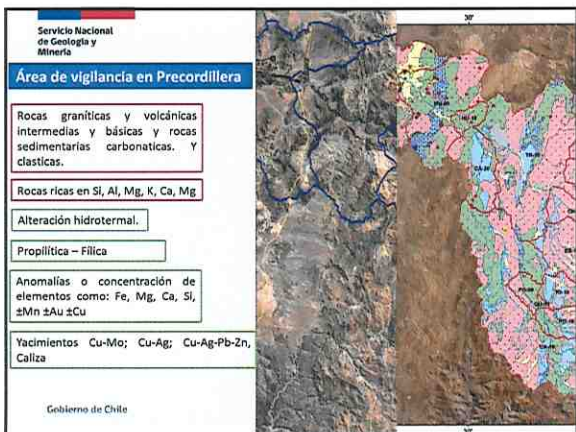 Servicio Nacional
de Geología y
Minería
Área de vigilancia en Precordillera
Rocas graníticas y volcánicas
intermedias y básicas y rocas
sedimentarias carbonaticas. Y
clasticas.
Rocas ricas en Si, Al, Mg, K, Ca, Mg
Alteración hidrotermal.
Propilítica – Fílica
Anomalías o concentración de
elementos como: Fe, Mg, Ca, Si,
±Mn ±Au ±Cu
Yacimientos Cu-Mo; Cu-Ag; Cu-Ag-Pb-Zn,
Caliza
Gobierno de Chile
30'